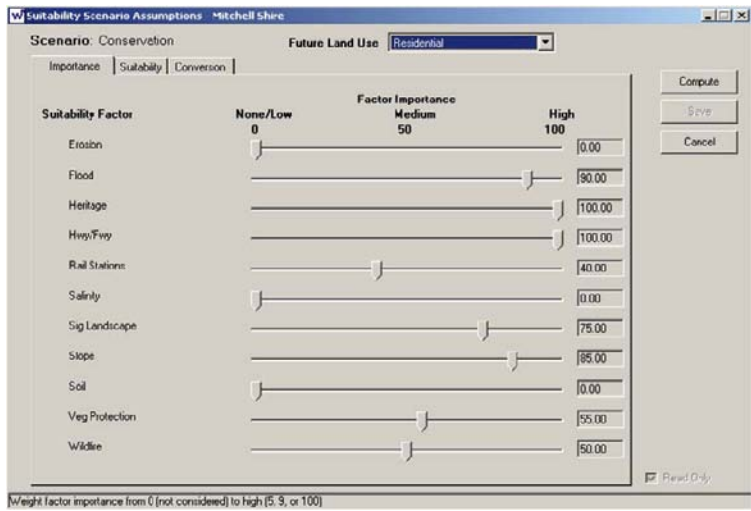 W Suitability Scenario Assumptions Mitchell Shire
Scenario: Conservation Future Land Use Residential
Importance Suitability Conversion
Compute
Save
Cancel
Factor Importance
Suitability Factor None/Low Medium High
0 50 100
Erosion 0.00
Flood 90.00
Heritage 100.00
Hwy/Fwy 100.00
Rail Stations 40.00
Salinity 0.00
Sig Landscape 75.00
Slope 85.00
Soil 0.00
Veg Protection 55.00
Wildfire 50.00
Read Only
Weight factor importance from 0 (not considered) to high (5, 9, or 100)